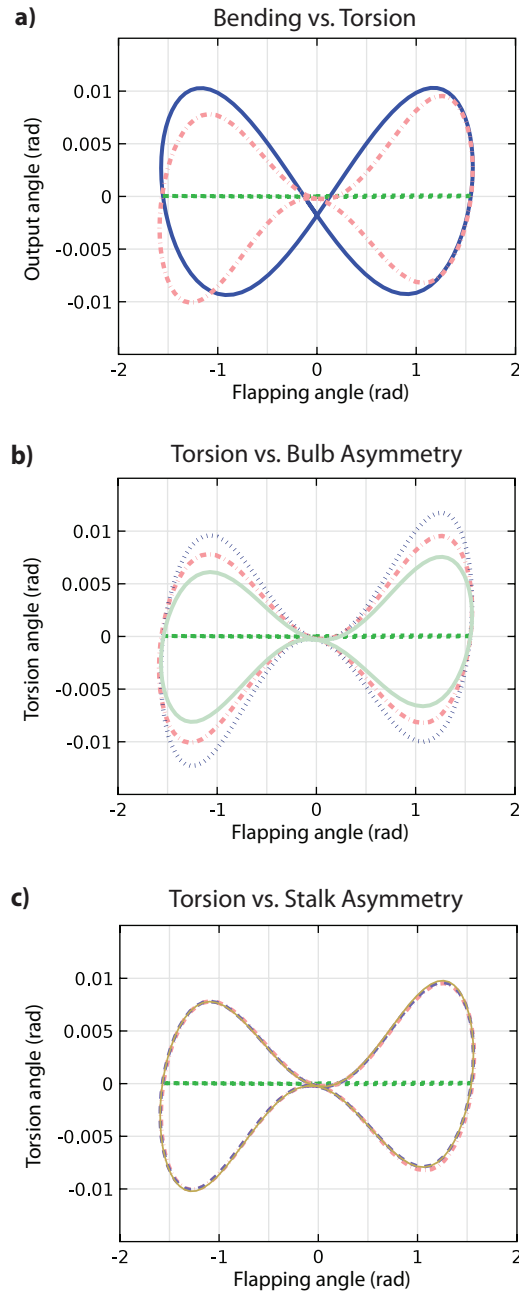 a)
Bending vs. Torsion
Output angle (rad)
0.01
0.005
0
-0.005
-0.01
-2 -1 0 1 2
Flapping angle (rad)
b)
Torsion vs. Bulb Asymmetry
Torsion angle (rad)
0.01
0.005
0
-0.005
-0.01
-2 -1 0 1 2
Flapping angle (rad)
c)
Torsion vs. Stalk Asymmetry
Torsion angle (rad)
0.01
0.005
0
-0.005
-0.01
-2 -1 0 1 2
Flapping angle (rad)